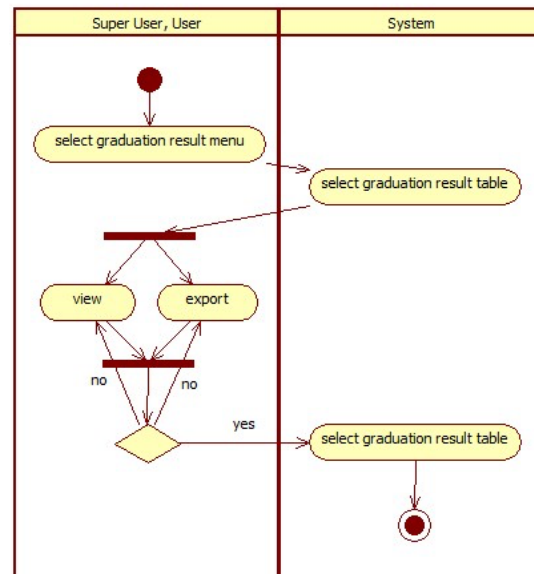 Super User, User
System
select graduation result menu
select graduation result table
view
export
no
no
yes
select graduation result table